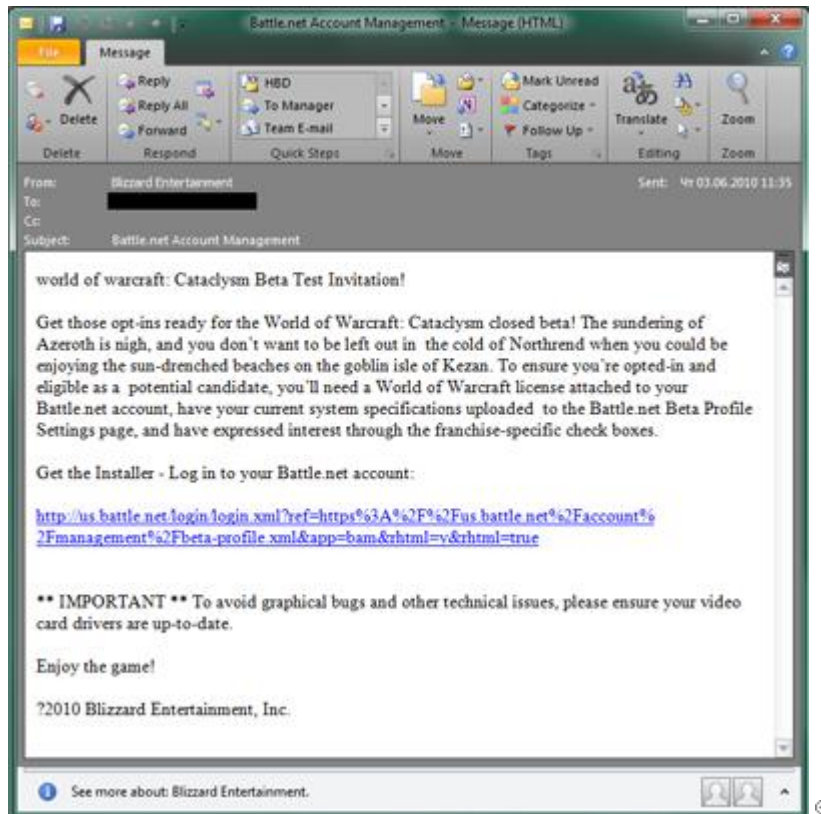 Battle.net Account Management - Message (HTML)
File
Message
Delete
Reply
Reply All
Forward
HBD
To Manager
Team E-mail
Move
Mark Unread
Categorize
Follow Up
Translate
Zoom
Delete
Respond
Quick Steps
Move
Tags
Editing
Zoom
From: Blizzard Entertainment
Sent: Чт 03.06.2010 11:35
To:
Cc:
Subject: Battle.net Account Management
world of warcraft: Cataclysm Beta Test Invitation!
Get those opt-ins ready for the World of Warcraft: Cataclysm closed beta! The sundering of
Azeroth is nigh, and you don't want to be left out in the cold of Northrend when you could be
enjoying the sun-drenched beaches on the goblin isle of Kezan. To ensure you're opted-in and
eligible as a potential candidate, you'll need a World of Warcraft license attached to your
Battle.net account, have your current system specifications uploaded to the Battle.net Beta Profile
Settings page, and have expressed interest through the franchise-specific check boxes.
Get the Installer - Log in to your Battle.net account:
http://us.battle.net/login/login.xml?ref=https%3A%2F%2Fus.battle.net%2Faccount%
2Fmanagement%2Fbeta-profile.xml&app=bam&rhtml=y&rhtml=true
** IMPORTANT ** To avoid graphical bugs and other technical issues, please ensure your video
card drivers are up-to-date.
Enjoy the game!
?2010 Blizzard Entertainment, Inc.
See more about: Blizzard Entertainment.